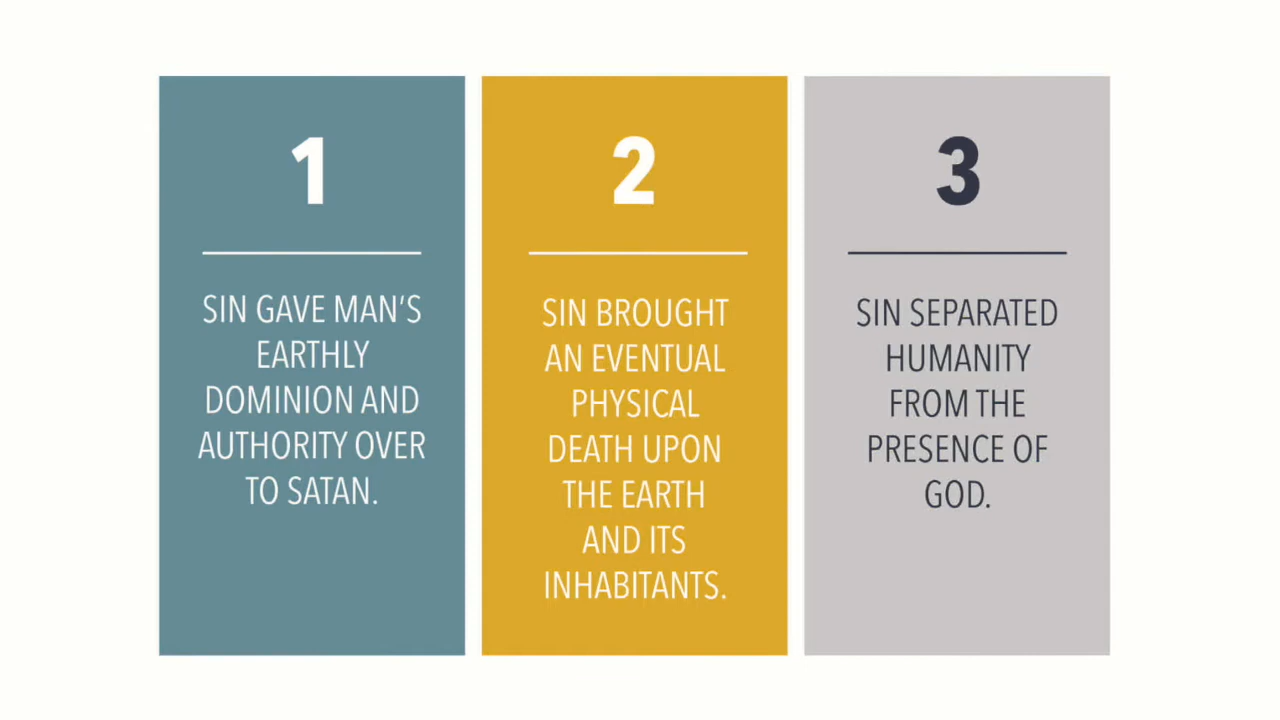 1
SIN GAVE MAN'S
EARTHLY
DOMINION AND
AUTHORITY OVER
TO SATAN.
2
SIN BROUGHT
AN EVENTUAL
PHYSICAL
DEATH UPON
THE EARTH
AND ITS
INHABITANTS.
3
SIN SEPARATED
HUMANITY
FROM THE
PRESENCE OF
GOD.